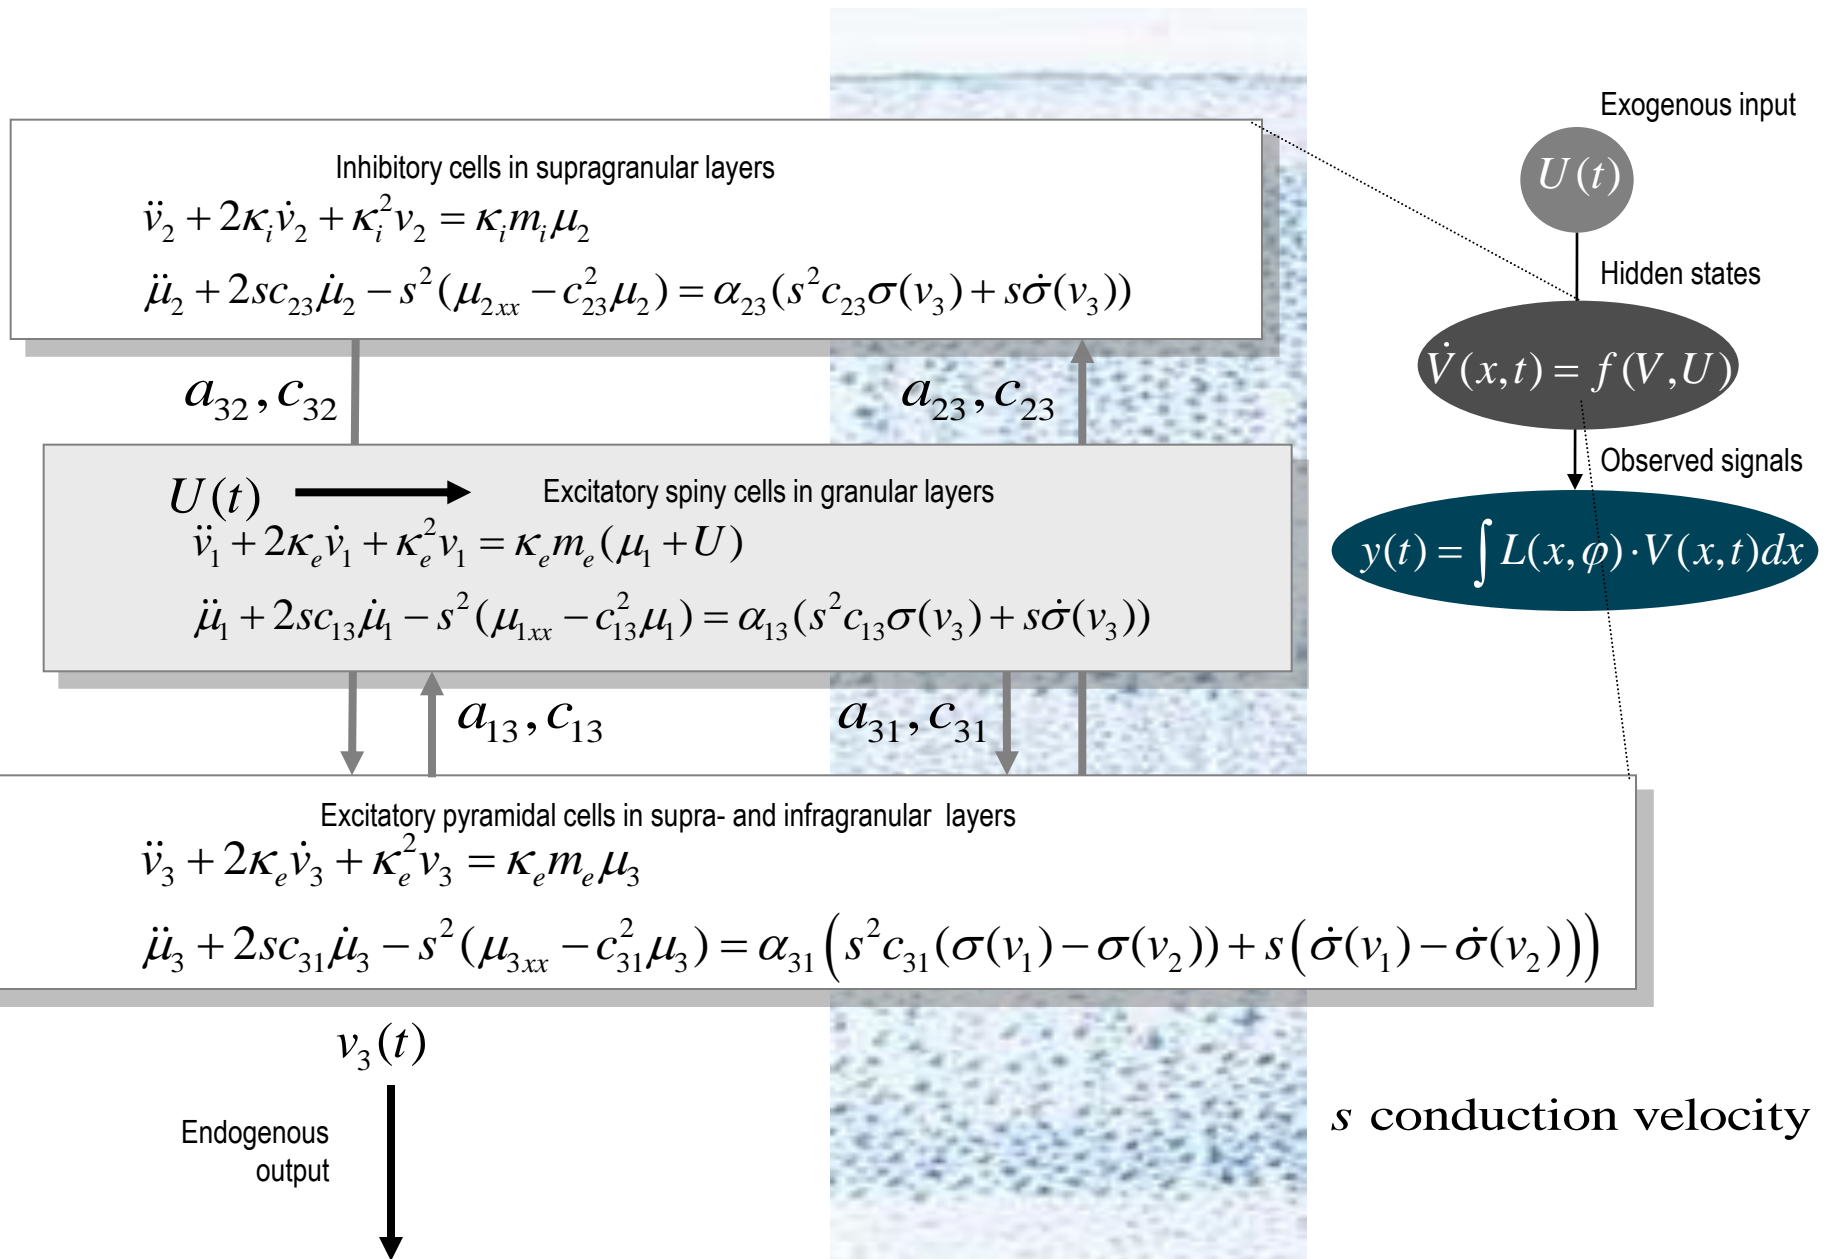 Inhibitory cells in supragranular layers
v̈₂ + 2κᵢv̇₂ + κᵢ²v₂ = κᵢmᵢμ₂
μ̈₂ + 2sc₂₃μ̇₂ − s²(μ₂ₓₓ − c₂₃²μ₂) = α₂₃(s²c₂₃σ(v₃) + sσ̇(v₃))
a₃₂, c₃₂
a₂₃, c₂₃
U(t)
Excitatory spiny cells in granular layers
v̈₁ + 2κₑv̇₁ + κₑ²v₁ = κₑmₑ(μ₁ + U)
μ̈₁ + 2sc₁₃μ̇₁ − s²(μ₁ₓₓ − c₁₃²μ₁) = α₁₃(s²c₁₃σ(v₃) + sσ̇(v₃))
a₁₃, c₁₃
a₃₁, c₃₁
Excitatory pyramidal cells in supra- and infragranular layers
v̈₃ + 2κₑv̇₃ + κₑ²v₃ = κₑmₑμ₃
μ̈₃ + 2sc₃₁μ̇₃ − s²(μ₃ₓₓ − c₃₁²μ₃) = α₃₁(s²c₃₁(σ(v₁) − σ(v₂)) + s(σ̇(v₁) − σ̇(v₂)))
v₃(t)
Endogenous
output
Exogenous input
U(t)
Hidden states
V̇(x,t) = f(V,U)
Observed signals
y(t) = ∫ L(x,φ)·V(x,t)dx
s conduction velocity